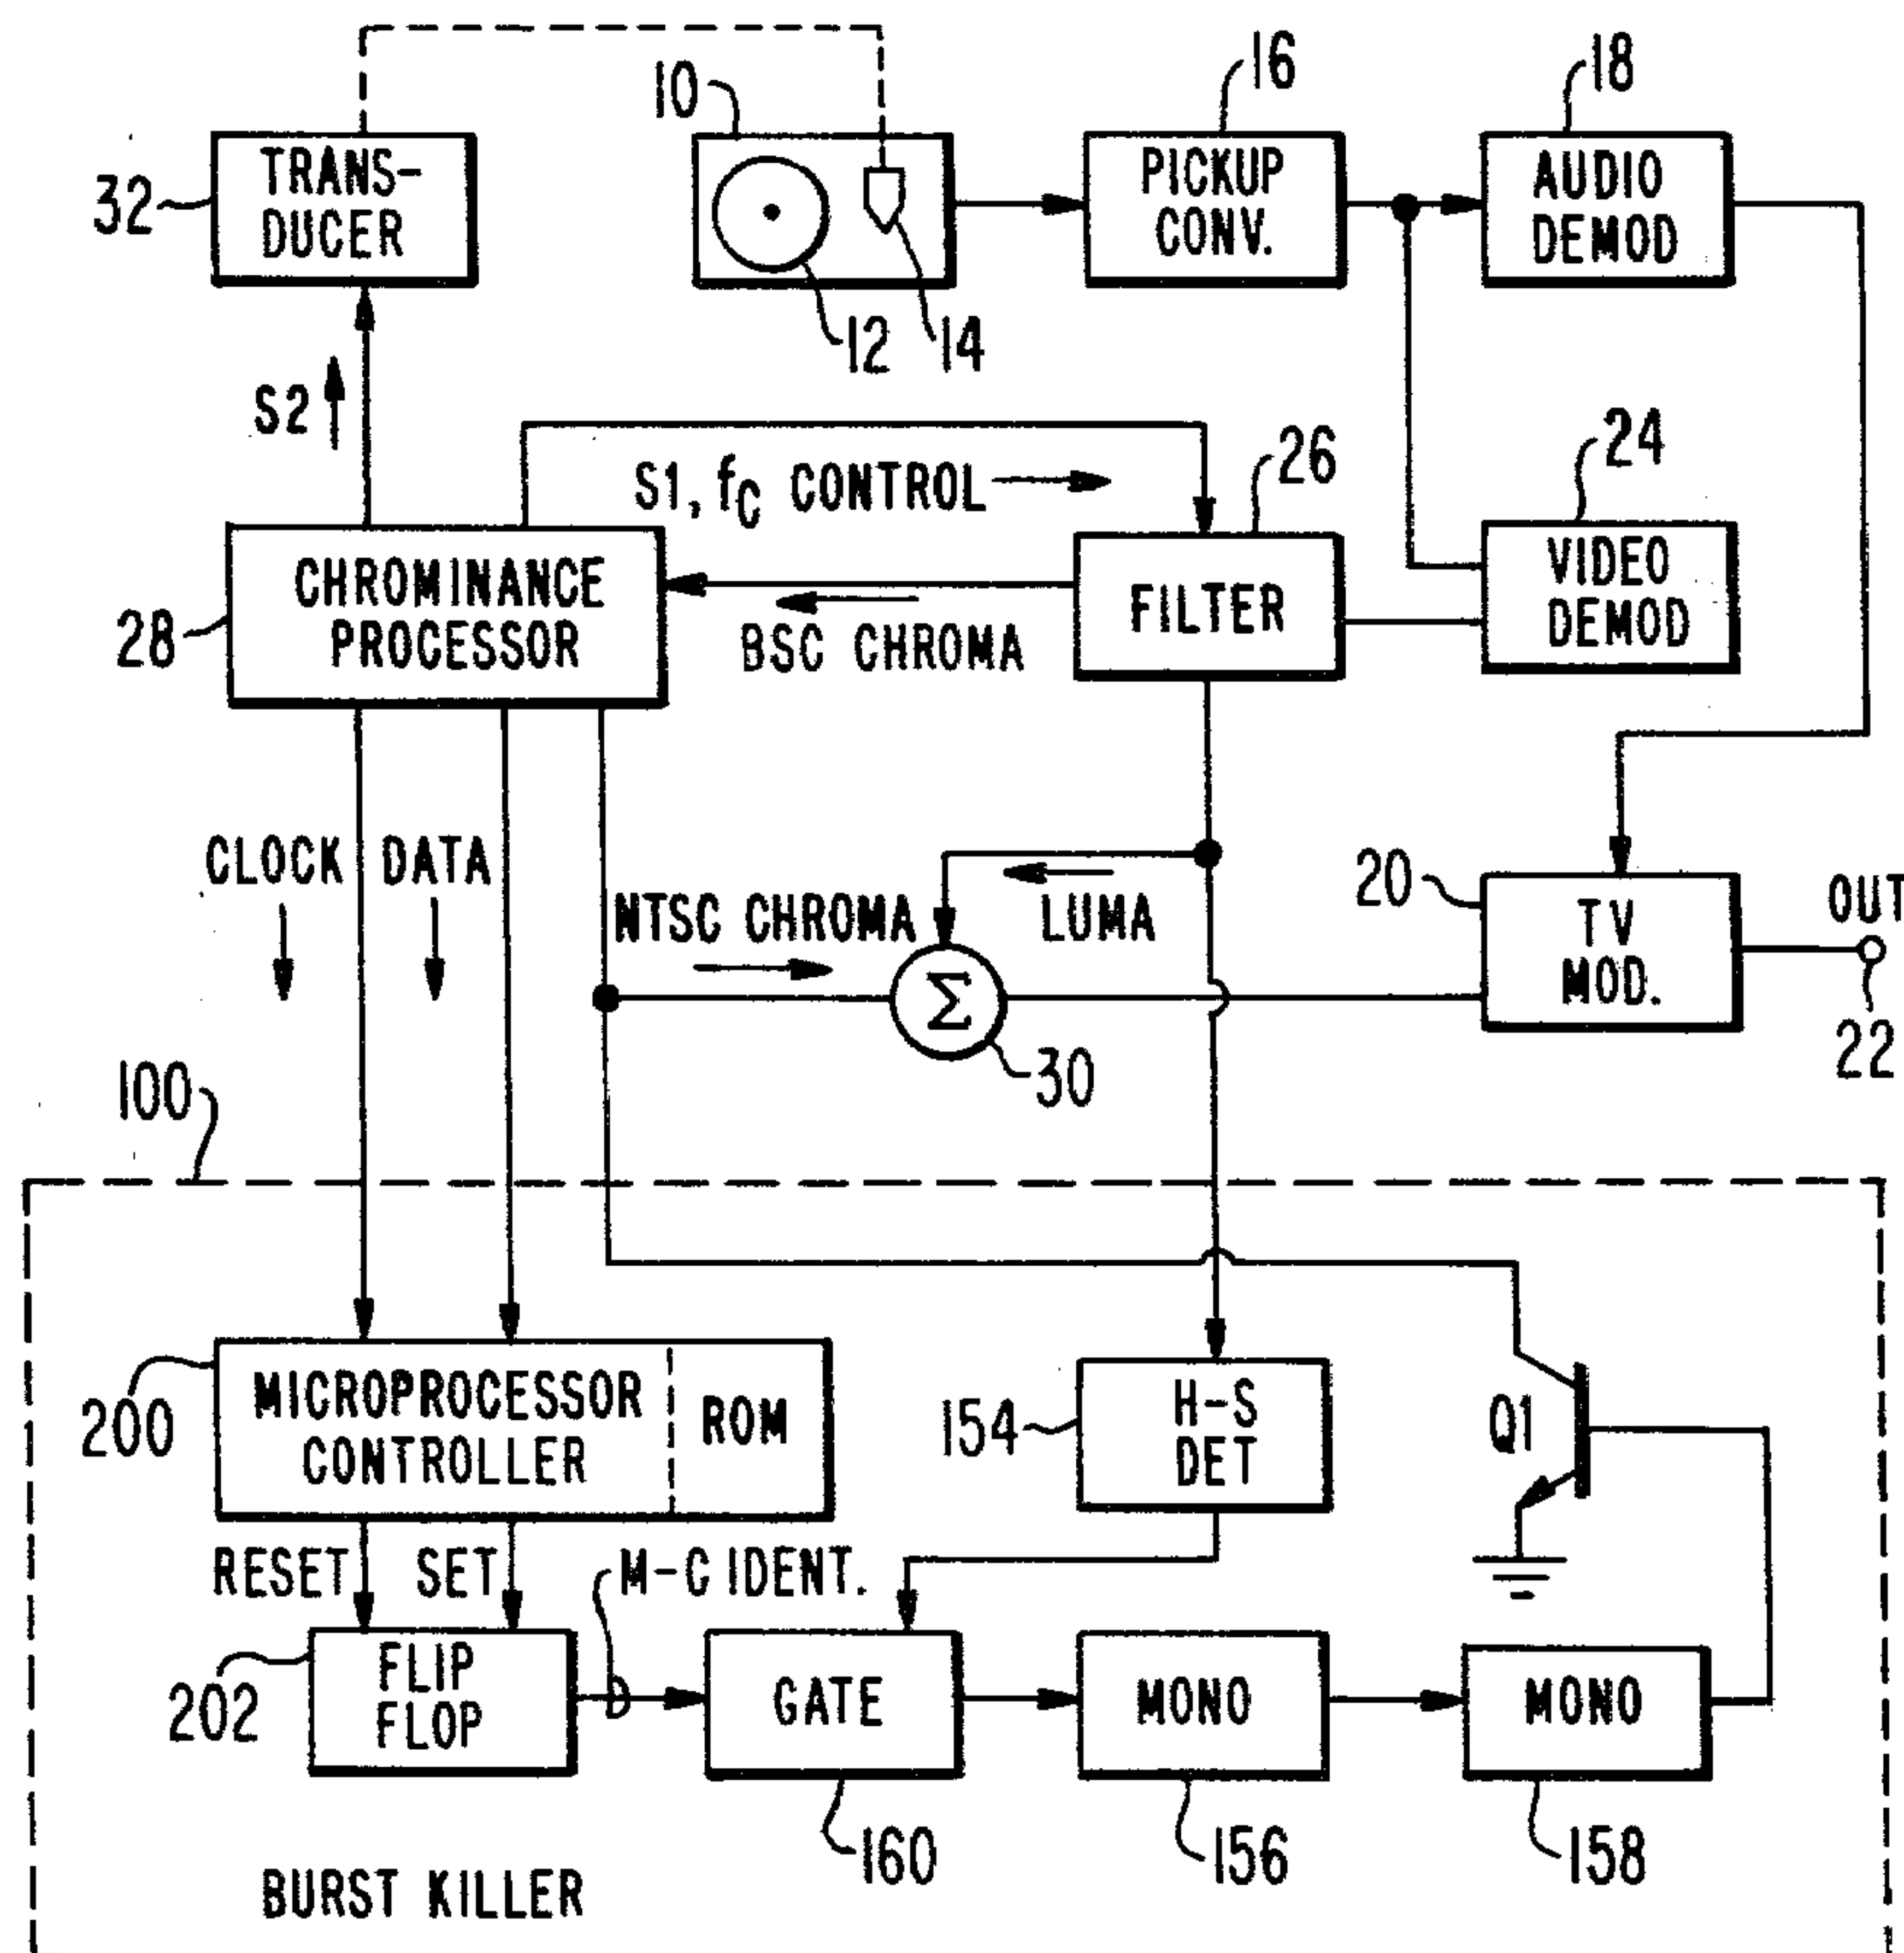 10
16
18
TRANS-
DUCER
32
PICKUP
CONV.
AUDIO
DEMOD
12
14
S2
S1, fC CONTROL
26
24
CHROMINANCE
PROCESSOR
28
BSC CHROMA
FILTER
VIDEO
DEMOD
CLOCK DATA
NTSC CHROMA
LUMA
20
TV
MOD.
OUT
22
Σ
30
100
MICROPROCESSOR
CONTROLLER
ROM
200
154
H-S
DET
Q1
RESET SET
M-C IDENT.
FLIP
FLOP
202
GATE
MONO
MONO
160
156
158
BURST KILLER